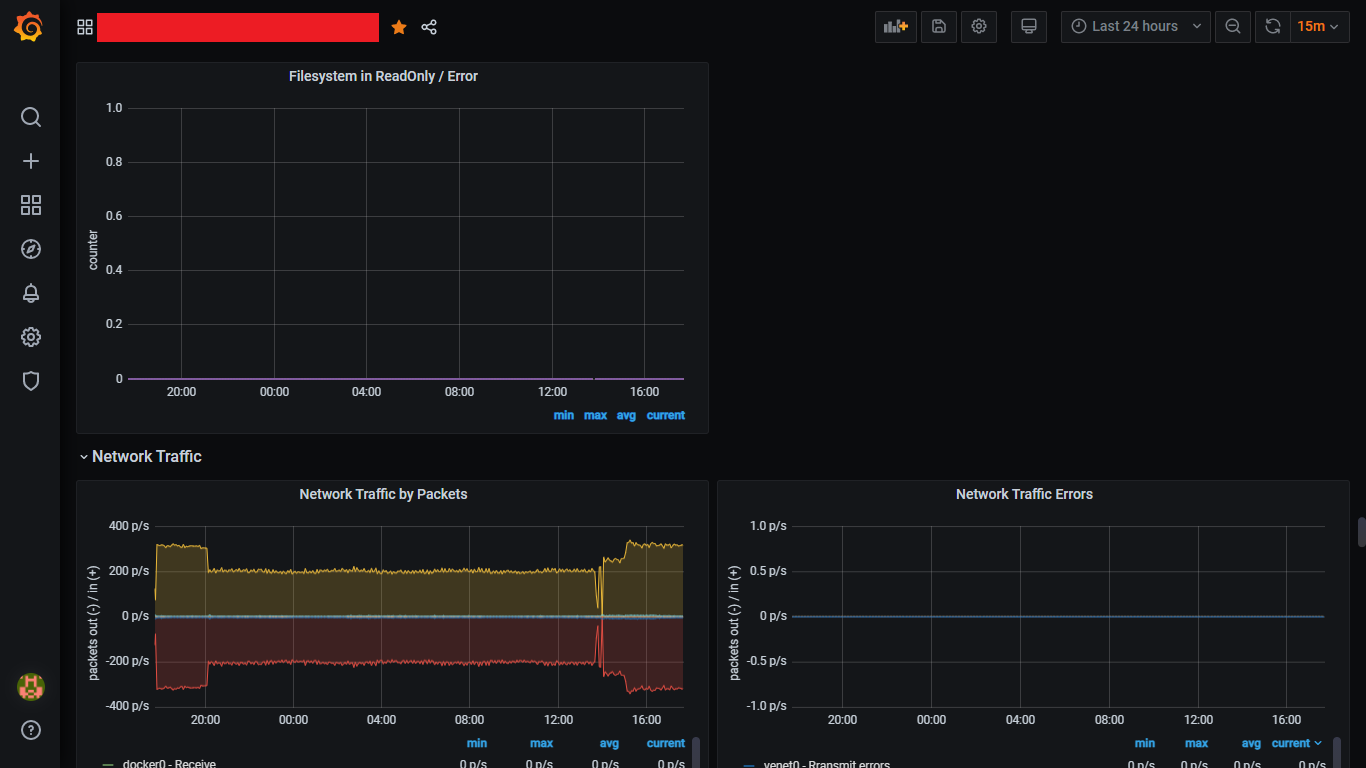 Last 24 hours
15m
Filesystem in ReadOnly / Error
1.0
0.8
0.6
0.4
0.2
0
counter
20:00 00:00 04:00 08:00 12:00 16:00
min max avg current
Network Traffic
Network Traffic by Packets
400 p/s
200 p/s
0 p/s
-200 p/s
-400 p/s
packets out (-) / in (+)
20:00 00:00 04:00 08:00 12:00 16:00
min max avg current
docker0 - Receive 0 p/s 0 p/s 0 p/s 0 p/s
Network Traffic Errors
1.0 p/s
0.5 p/s
0 p/s
-0.5 p/s
-1.0 p/s
packets out (-) / in (+)
20:00 00:00 04:00 08:00 12:00 16:00
min max avg current
venet0 - Rransmit errors 0 p/s 0 p/s 0 p/s 0 p/s